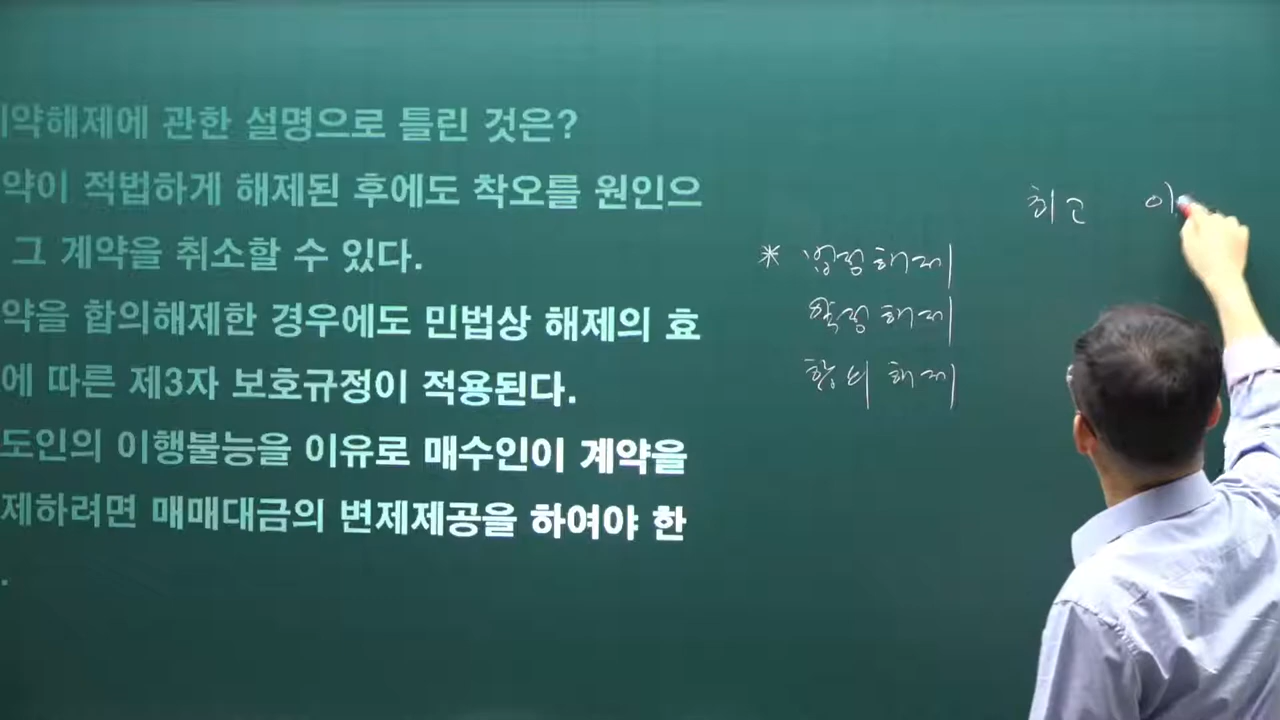 약해제에 관한 설명으로 틀린 것은?
약이 적법하게 해제된 후에도 착오를 원인으
그 계약을 취소할 수 있다.
약을 합의해제한 경우에도 민법상 해제의 효
에 따른 제3자 보호규정이 적용된다.
도인의 이행불능을 이유로 매수인이 계약을
제하려면 매매대금의 변제제공을 하여야 한
.
최고 이
* 법정해제
약정해제
합의해제